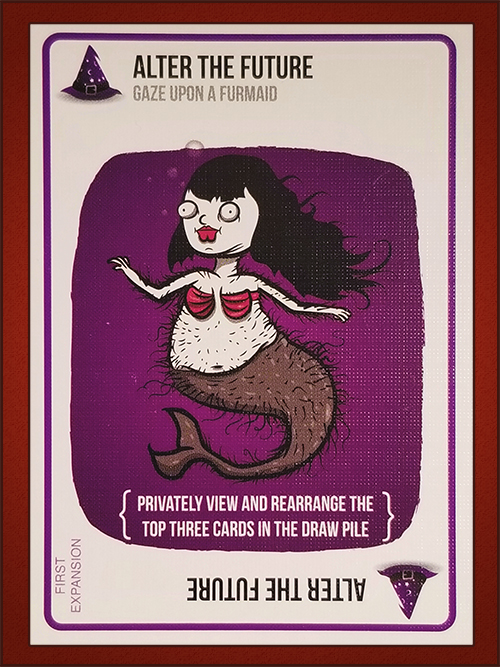 ALTER THE FUTURE
GAZE UPON A FURMAID
PRIVATELY VIEW AND REARRANGE THE
TOP THREE CARDS IN THE DRAW PILE
FIRST
EXPANSION
ALTER THE FUTURE